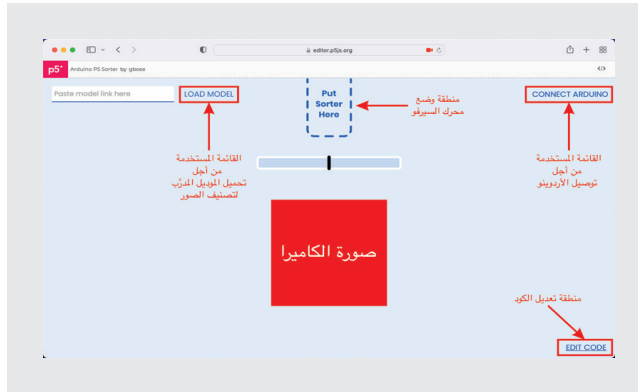 editor.p5js.org
p5*
Arduino P5 Sorter by gbose
</>
Paste model link here
LOAD MODEL
Put
Sorter
Here
CONNECT ARDUINO
منطقة وضع
محرك السيرفو
القائمة المستخدمة
من أجل
تحميل الموديل المدرَّب
لتصنيف الصور
القائمة المستخدمة
من أجل
توصيل الأردوينو
صورة الكاميرا
منطقة تعديل الكود
EDIT CODE